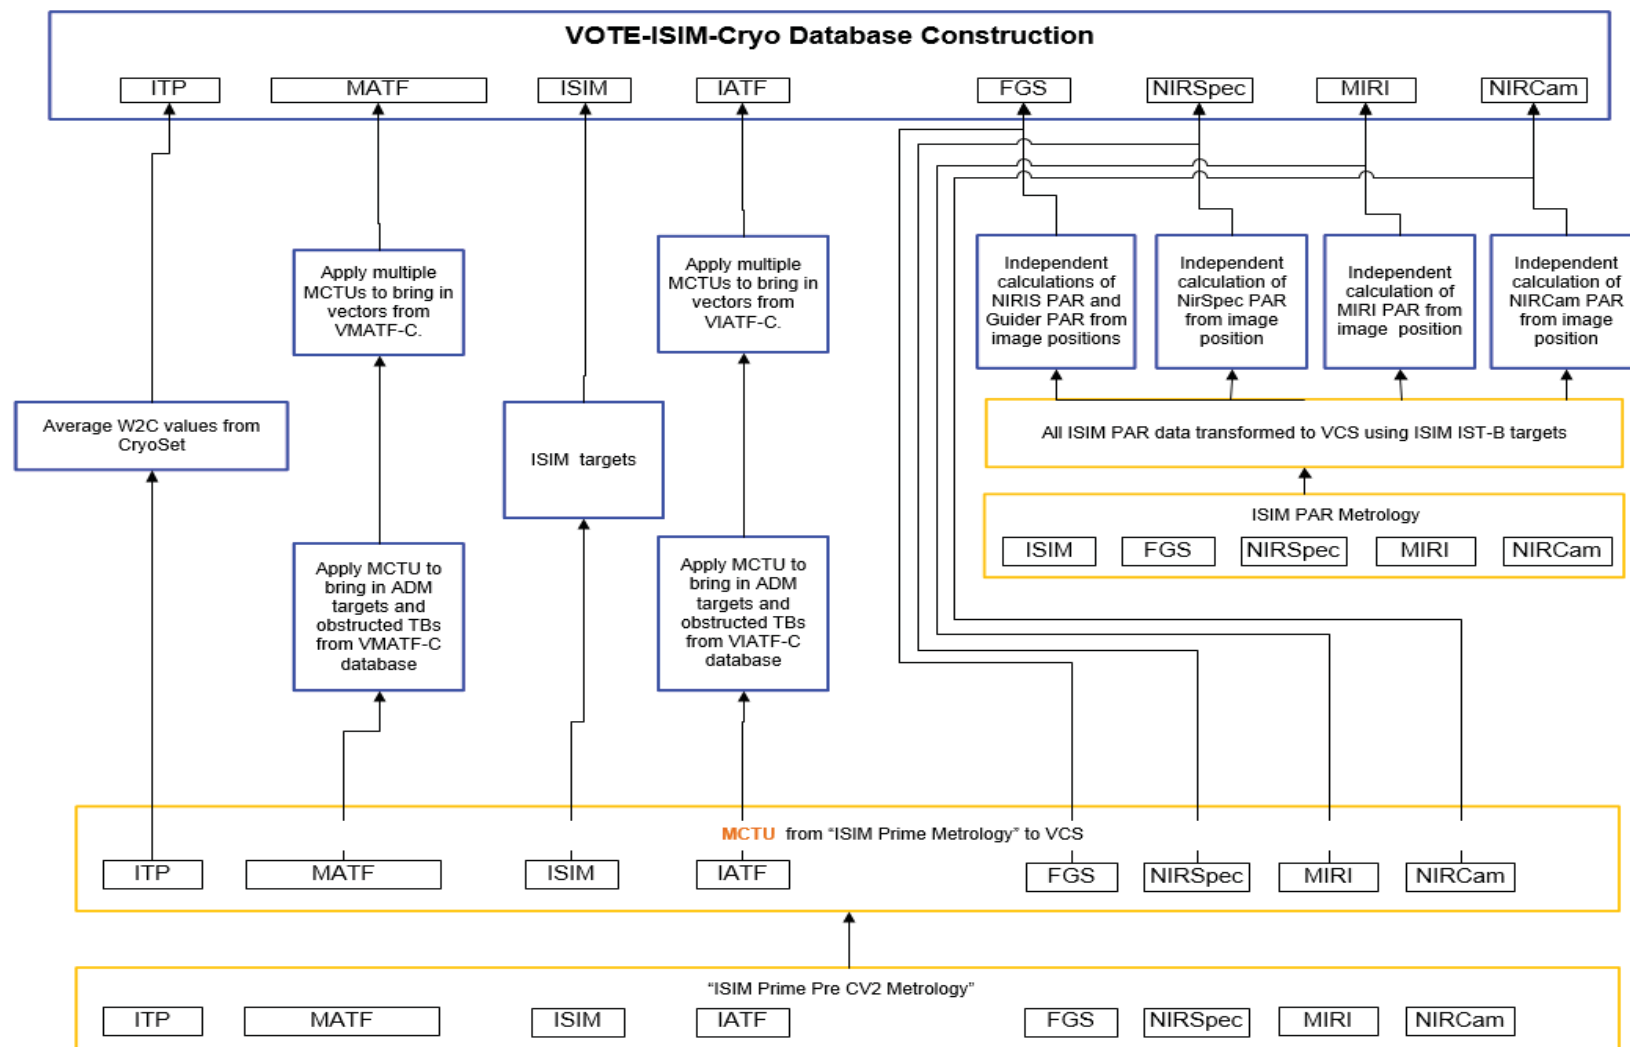 VOTE-ISIM-Cryo Database Construction
ITP
MATF
ISIM
IATF
FGS
NIRSpec
MIRI
NIRCam
Apply multiple
MCTUs to bring in
vectors from
VMATF-C.
Apply multiple
MCTUs to bring in
vectors from
VIATF-C.
Independent
calculations of
NIRIS PAR and
Guider PAR from
image positions
Independent
calculation of
NirSpec PAR
from image
position
Independent
calculation of
MIRI PAR from
image position
Independent
calculation of
NIRCam PAR
from image
position
Average W2C values from
CryoSet
ISIM targets
All ISIM PAR data transformed to VCS using ISIM IST-B targets
ISIM PAR Metrology
ISIM
FGS
NIRSpec
MIRI
NIRCam
Apply MCTU to
bring in ADM
targets and
obstructed TBs
from VMATF-C
database
Apply MCTU to
bring in ADM
targets and
obstructed TBs
from VIATF-C
database
MCTU from “ISIM Prime Metrology” to VCS
ITP
MATF
ISIM
IATF
FGS
NIRSpec
MIRI
NIRCam
“ISIM Prime Pre CV2 Metrology”
ITP
MATF
ISIM
IATF
FGS
NIRSpec
MIRI
NIRCam